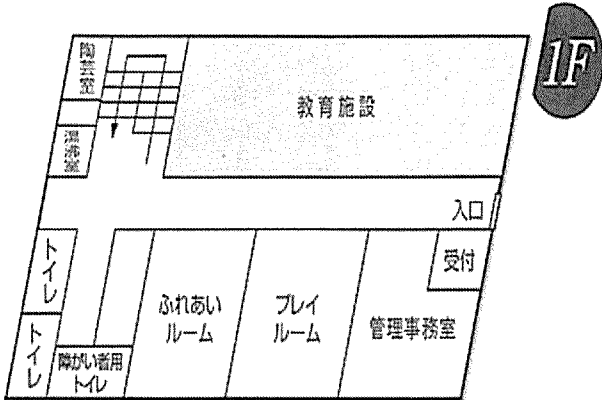 1F
陶芸室
教育施設
湯沸室
入口
受付
トイレ
ふれあい
ルーム
プレイ
ルーム
管理事務室
トイレ
障がい者用
トイレ